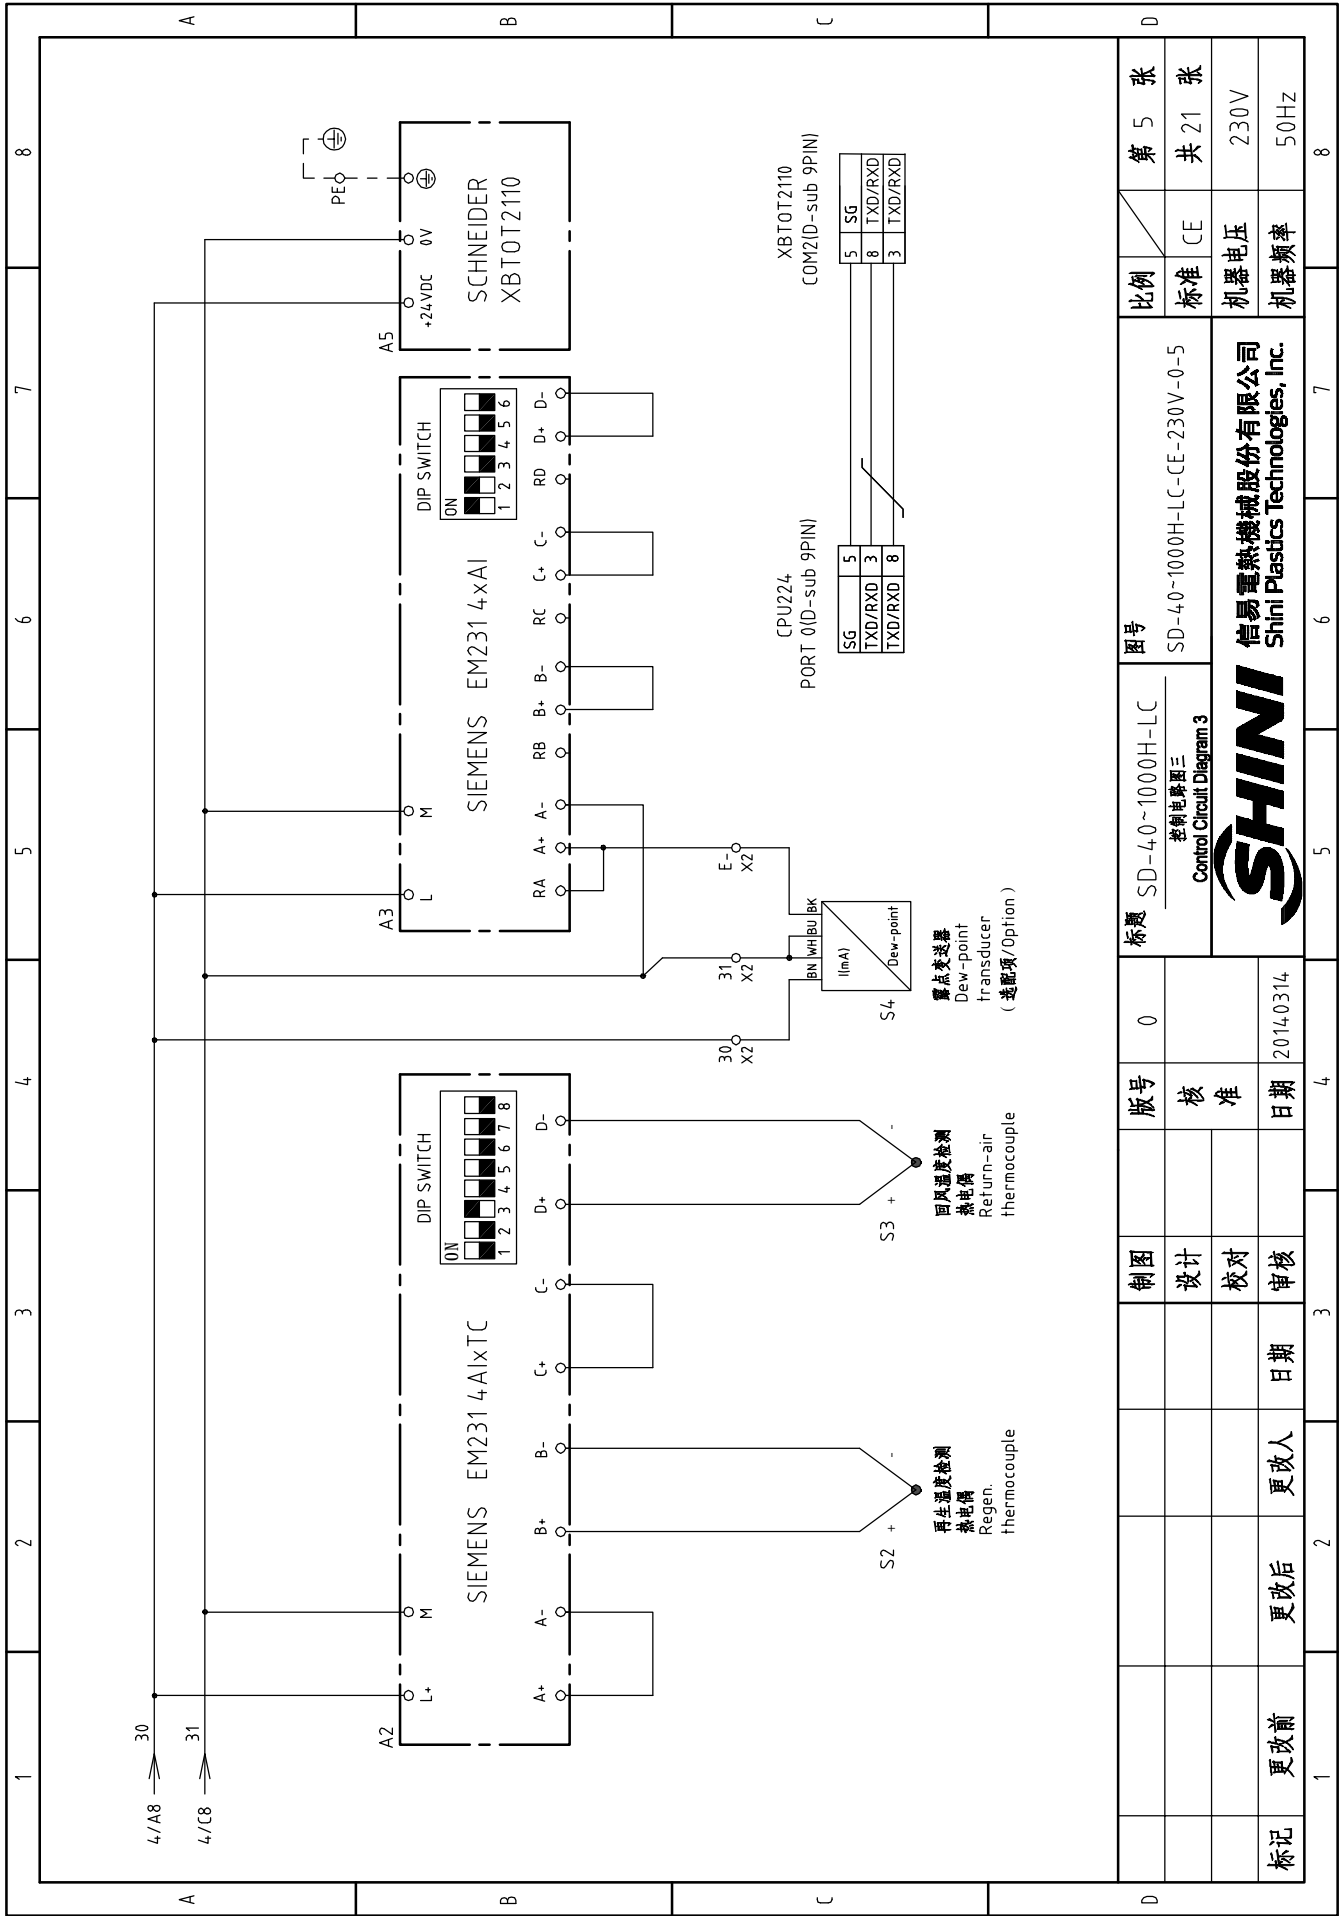 1 2 3 4 5 6 7 8
A
B
C
D
4/A8 30
4/C8 31
A2
L+ M
SIEMENS EM231 4AIxTC
DIP SWITCH
ON
1 2 3 4 5 6 7 8
A+ A- B+ B- C+ C- D+ D-
S2 + -
再生温度检测
热电偶
Regen.
thermocouple
S3 + -
回风温度检测
热电偶
Return-air
thermocouple
30
X2
31
X2
E-
X2
BN WH BU BK
I(mA)
Dew-point
S4
露点变送器
Dew-point
transducer
(选配项/Option)
A3
L M
SIEMENS EM231 4xAI
DIP SWITCH
ON
1 2 3 4 5 6
RA A+ A- RB B+ B- RC C+ C- RD D+ D-
A5
+24VDC 0V
PE
SCHNEIDER
XBTOT2110
CPU224
PORT 0(D-sub 9PIN)
SG 5
TXD/RXD 3
TXD/RXD 8
XBTOT2110
COM2(D-sub 9PIN)
5 SG
8 TXD/RXD
3 TXD/RXD
标记 更改前 更改后 更改人 日期
制图
设计
校对
审核
版号 0
核准
日期 20140314
标题 SD-40~1000H-LC
控制电路图三
Control Circuit Diagram 3
图号
SD-40~1000H-LC-CE-230V-0-5
SHINI
信易電熱機械股份有限公司
Shini Plastics Technologies, Inc.
比例 第 5 张
标准 CE 共 21 张
机器电压 230V
机器频率 50Hz
A
B
C
D
1 2 3 4 5 6 7 8